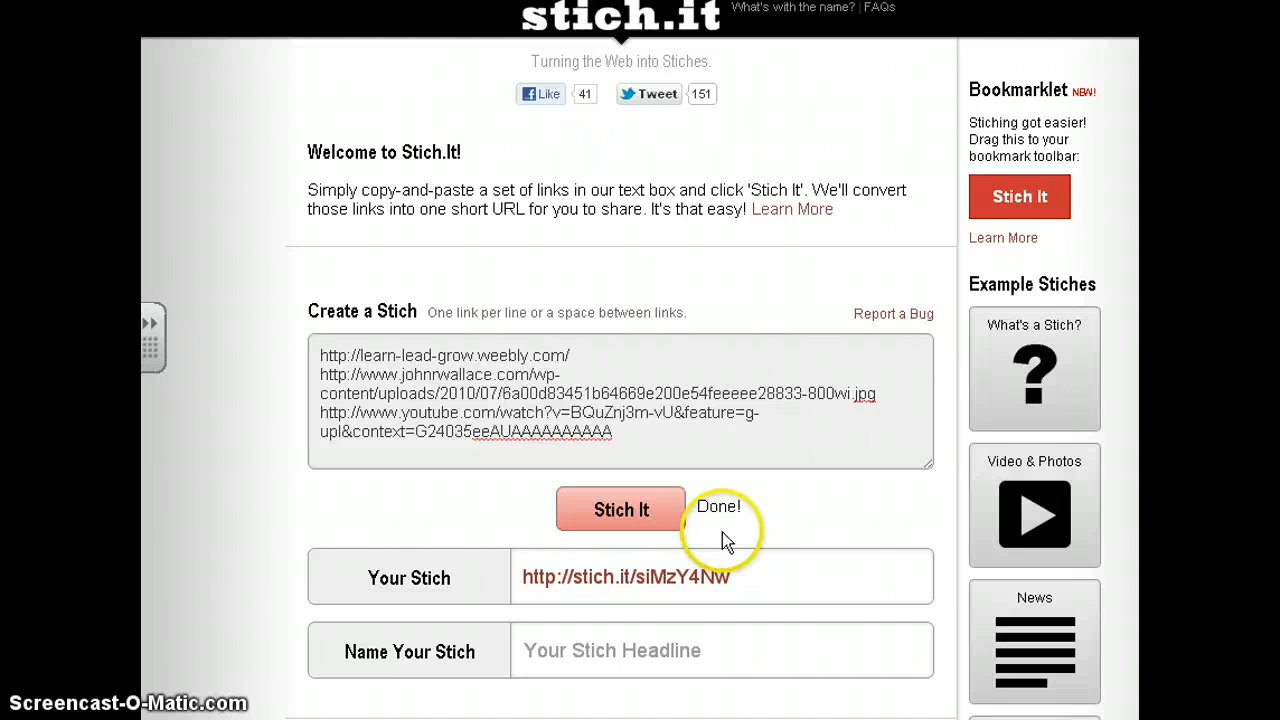 stich.it
What's with the name? | FAQs
Turning the Web into Stiches.
Like 41 Tweet 151
Welcome to Stich.It!
Simply copy-and-paste a set of links in our text box and click 'Stich It'. We'll convert
those links into one short URL for you to share. It's that easy! Learn More
Create a Stich One link per line or a space between links. Report a Bug
http://learn-lead-grow.weebly.com/
http://www.johnrwallace.com/wp-
content/uploads/2010/07/6a00d83451b64669e200e54feeeee28833-800wi.jpg
http://www.youtube.com/watch?v=BQuZnj3m-vU&feature=g-
upl&context=G24035eeAUAAAAAAAAAA
Stich It Done!
Your Stich http://stich.it/siMzY4Nw
Name Your Stich Your Stich Headline
Bookmarklet NEW!
Stiching got easier!
Drag this to your
bookmark toolbar:
Stich It
Learn More
Example Stiches
What's a Stich?
?
Video & Photos
News
Screencast-O-Matic.com